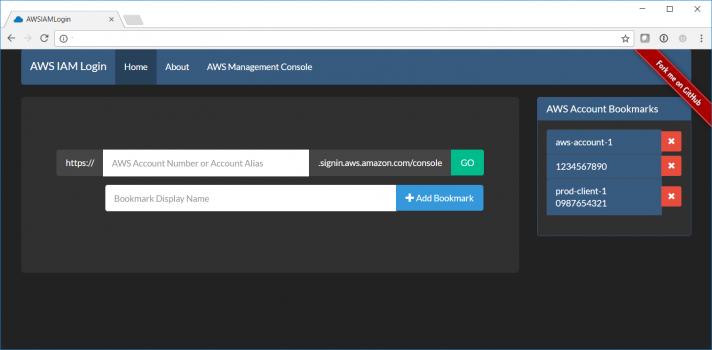 AWSIAMLogin
AWS IAM Login
Home
About
AWS Management Console
Fork me on GitHub
https://
AWS Account Number or Account Alias
.signin.aws.amazon.com/console
GO
Bookmark Display Name
Add Bookmark
AWS Account Bookmarks
aws-account-1
1234567890
prod-client-1
0987654321